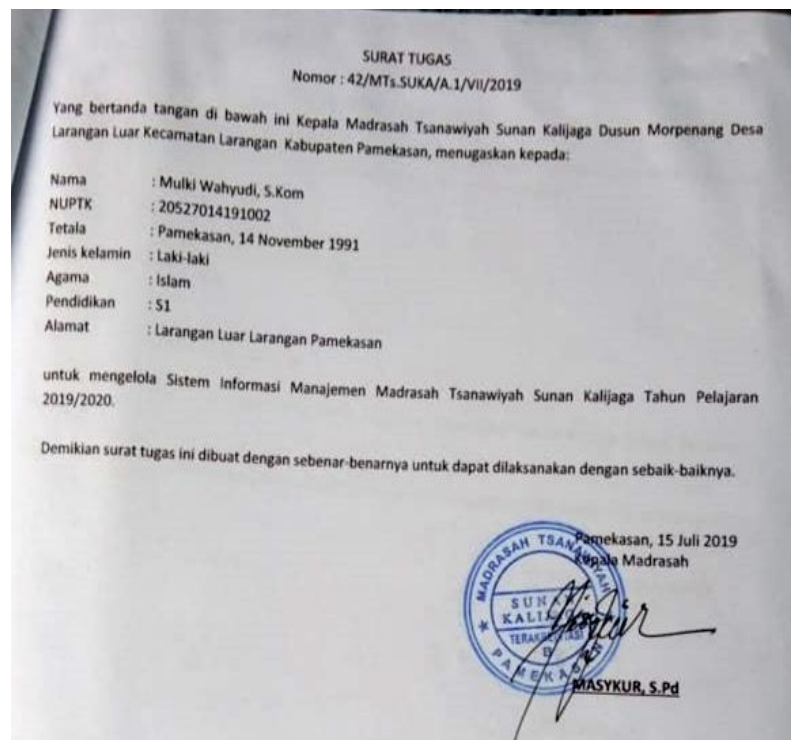 SURAT TUGAS
Nomor : 42/MTs.SUKA/A.1/VII/2019
Yang bertanda tangan di bawah ini Kepala Madrasah Tsanawiyah Sunan Kalijaga Dusun Morpenang Desa
Larangan Luar Kecamatan Larangan Kabupaten Pamekasan, menugaskan kepada:
Nama : Mulki Wahyudi, S.Kom
NUPTK : 20527014191002
Tetala : Pamekasan, 14 November 1991
Jenis kelamin : Laki-laki
Agama : Islam
Pendidikan : S1
Alamat : Larangan Luar Larangan Pamekasan
untuk mengelola Sistem Informasi Manajemen Madrasah Tsanawiyah Sunan Kalijaga Tahun Pelajaran
2019/2020.
Demikian surat tugas ini dibuat dengan sebenar-benarnya untuk dapat dilaksanakan dengan sebaik-baiknya.
Pamekasan, 15 Juli 2019
Kepala Madrasah
MADRASAH TSANAWIYAH
PAMEKASAN
MASYKUR, S.Pd